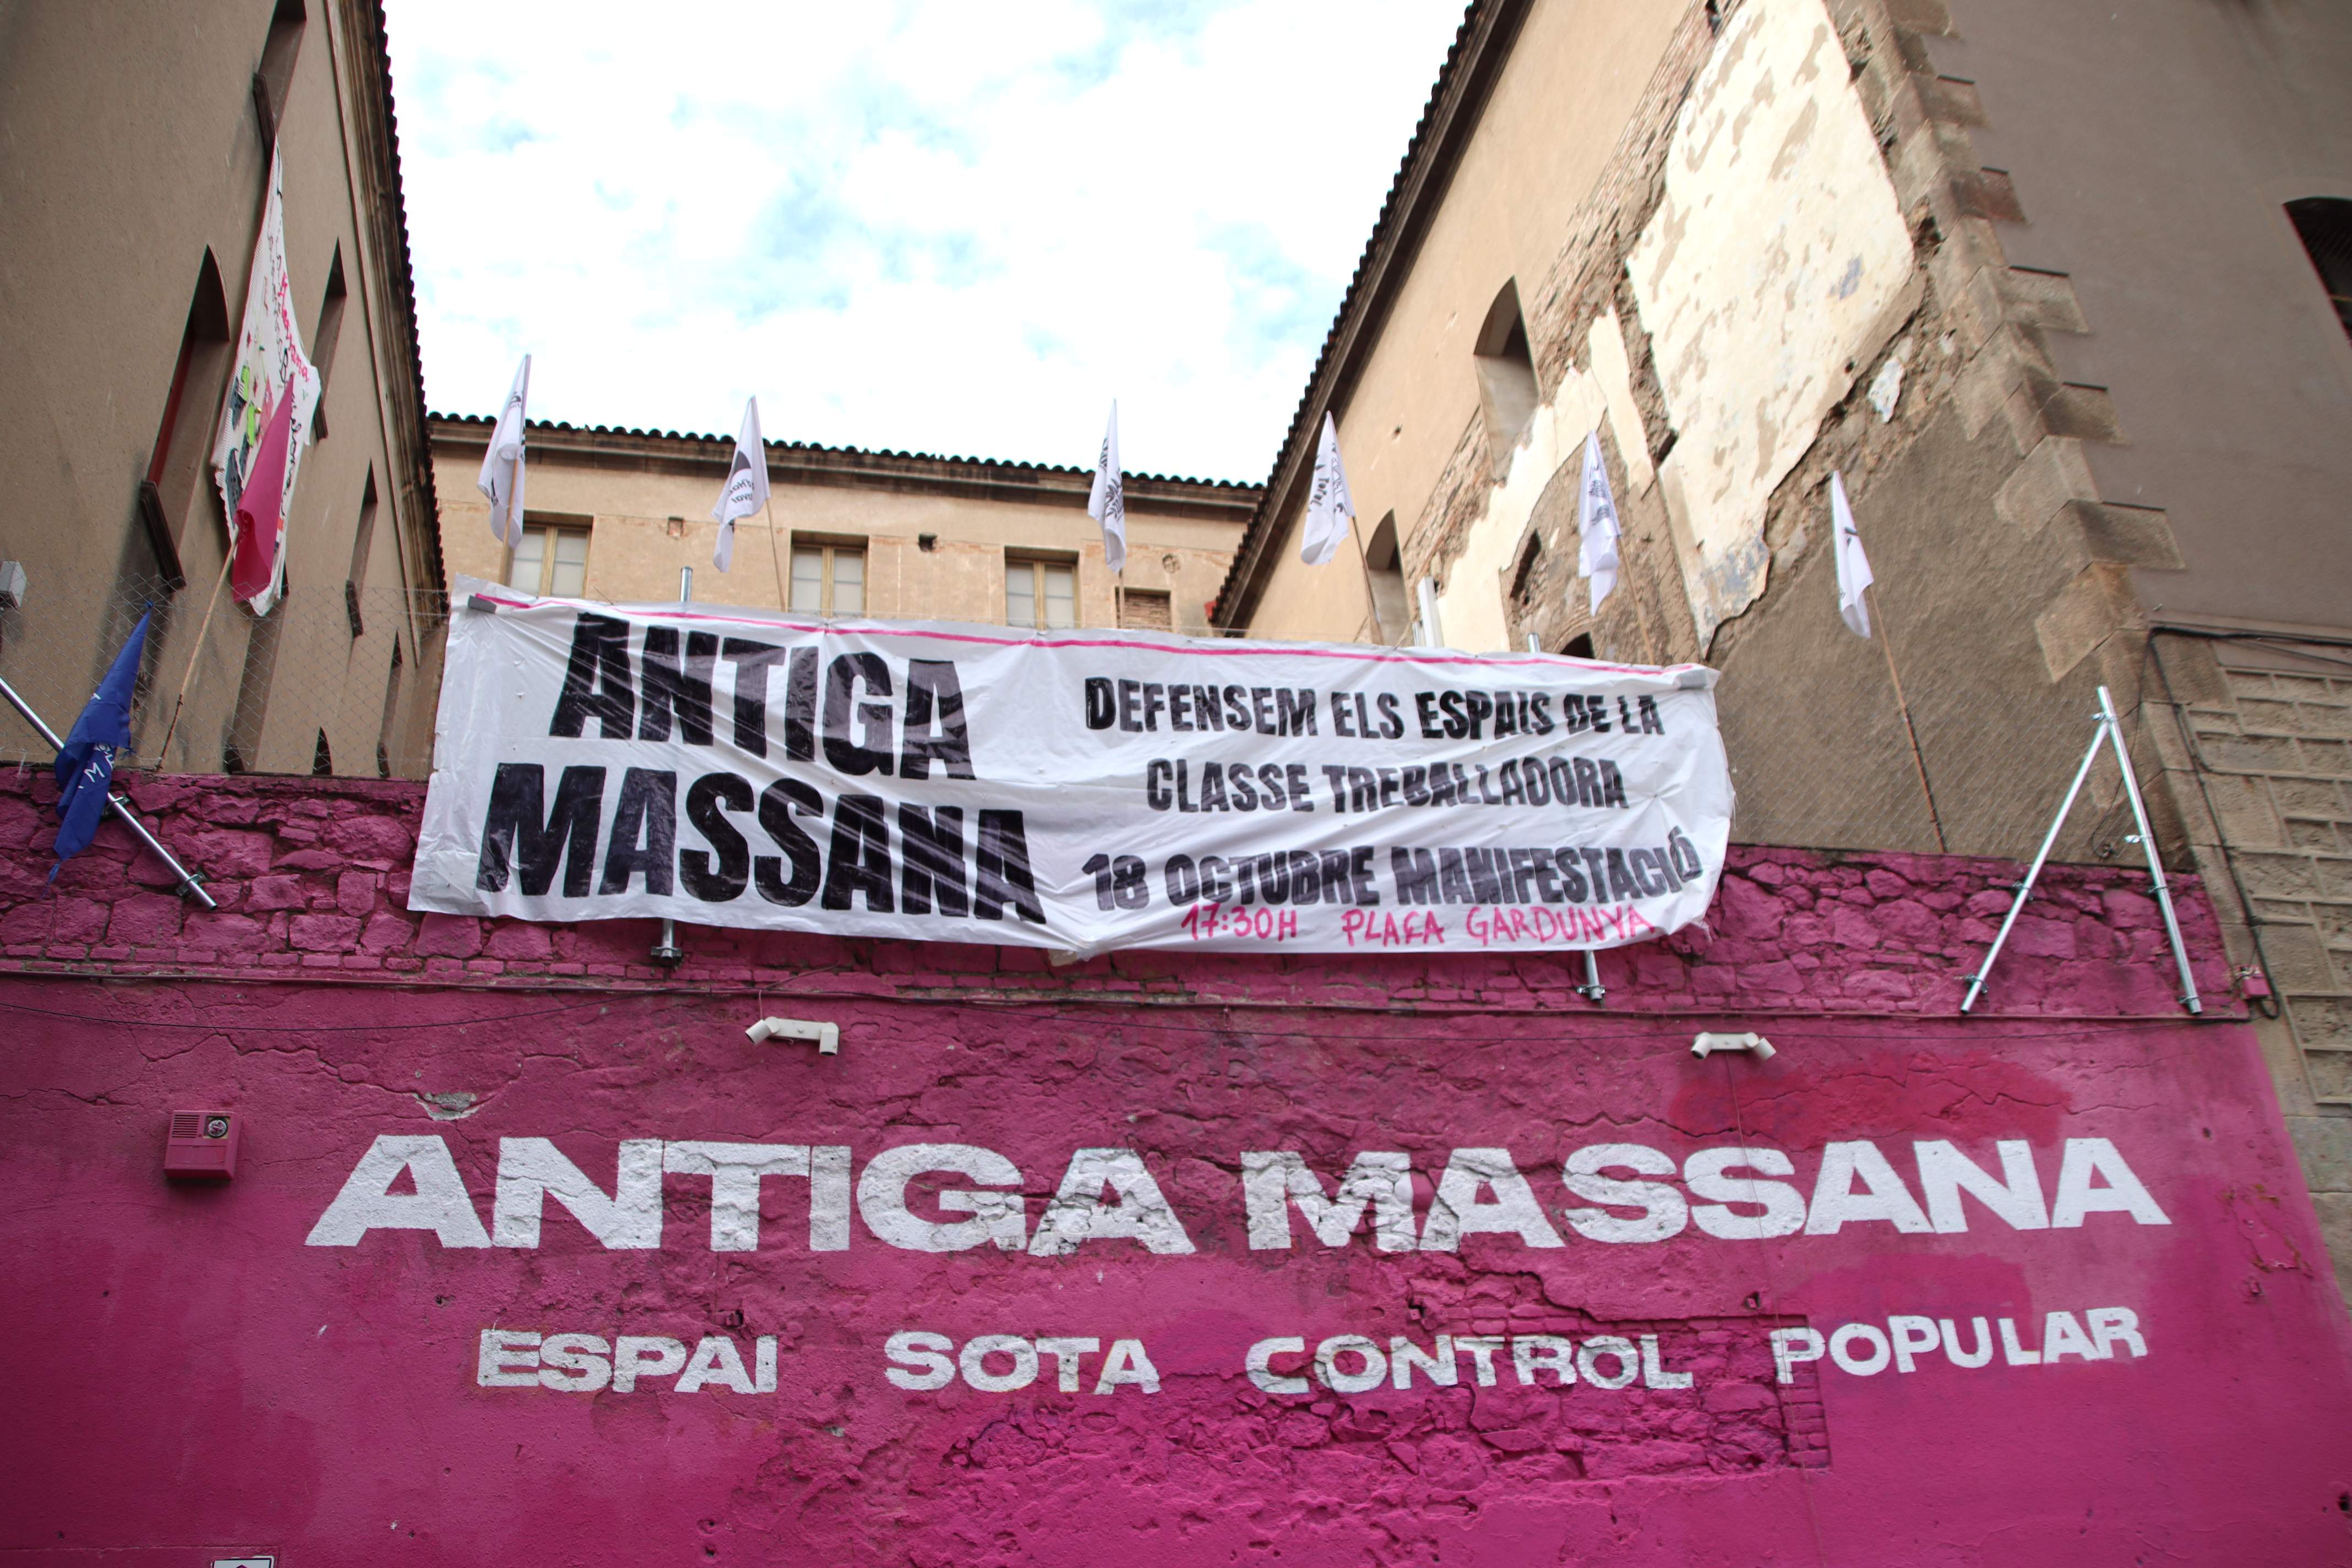 ANTIGA
MASSANA
DEFENSEM ELS ESPAIS DE LA
CLASSE TREBALLADORA
18 OCTUBRE MANIFESTACIÓ
17:30H PLAÇA GARDUNYA
ANTIGA MASSANA
ESPAI SOTA CONTROL POPULAR